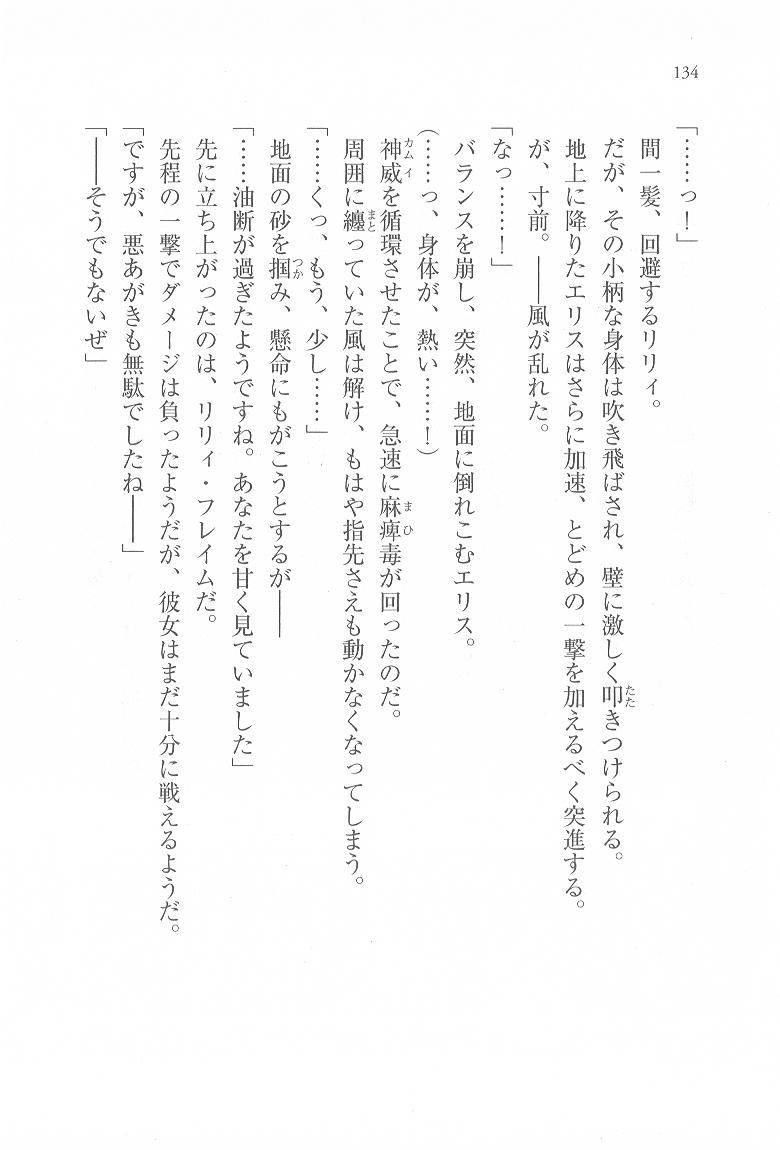 134
「……っ！」
間一髪、回避するリリィ。
だが、その小柄な身体は吹き飛ばされ、壁に激しく叩きつけられる。
地上に降りたエリスはさらに加速、とどめの一撃を加えるべく突進する。
が、寸前。――風が乱れた。
「なっ……！」
バランスを崩し、突然、地面に倒れこむエリス。
（……っ、身体が、熱い……！）
神威を循環させたことで、急速に麻痺毒が回ったのだ。
周囲に纏っていた風は解け、もはや指先さえも動かなくなってしまう。
「……くっ、もう、少し……」
地面の砂を掴み、懸命にもがこうとするが――
「……油断が過ぎたようですね。あなたを甘く見ていました」
先に立ち上がったのは、リリィ・フレイムだ。
先程の一撃でダメージは負ったようだが、彼女はまだ十分に戦えるようだ。
「ですが、悪あがきも無駄でしたね――」
「――そうでもないぜ」